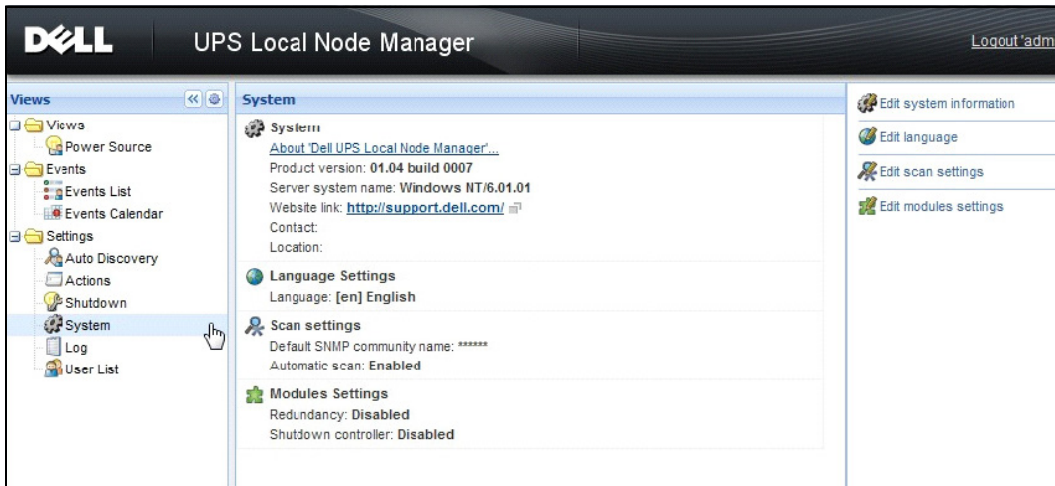 DELL
UPS Local Node Manager
Logout 'adm
Views
Views
Power Source
Events
Events List
Events Calendar
Settings
Auto Discovery
Actions
Shutdown
System
Log
User List
System
System
About 'Dell UPS Local Node Manager'...
Product version: 01.04 build 0007
Server system name: Windows NT/6.01.01
Website link: http://support.dell.com/
Contact:
Location:
Language Settings
Language: [en] English
Scan settings
Default SNMP community name: ******
Automatic scan: Enabled
Modules Settings
Redundancy: Disabled
Shutdown controller: Disabled
Edit system information
Edit language
Edit scan settings
Edit modules settings